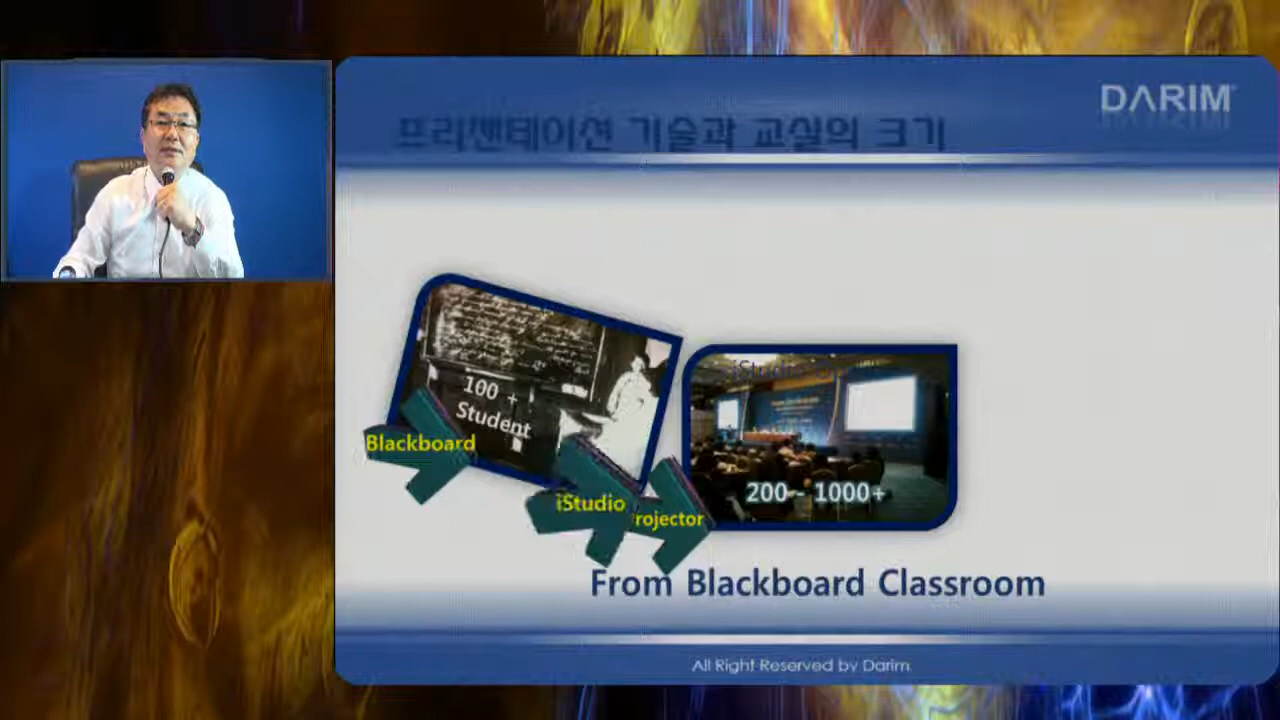 DARIM
프리젠테이션 기술과 교실의 크기
100 +
Student
Blackboard
iStudio
rojector
200 - 1000+
From Blackboard Classroom
All Right Reserved by Darim